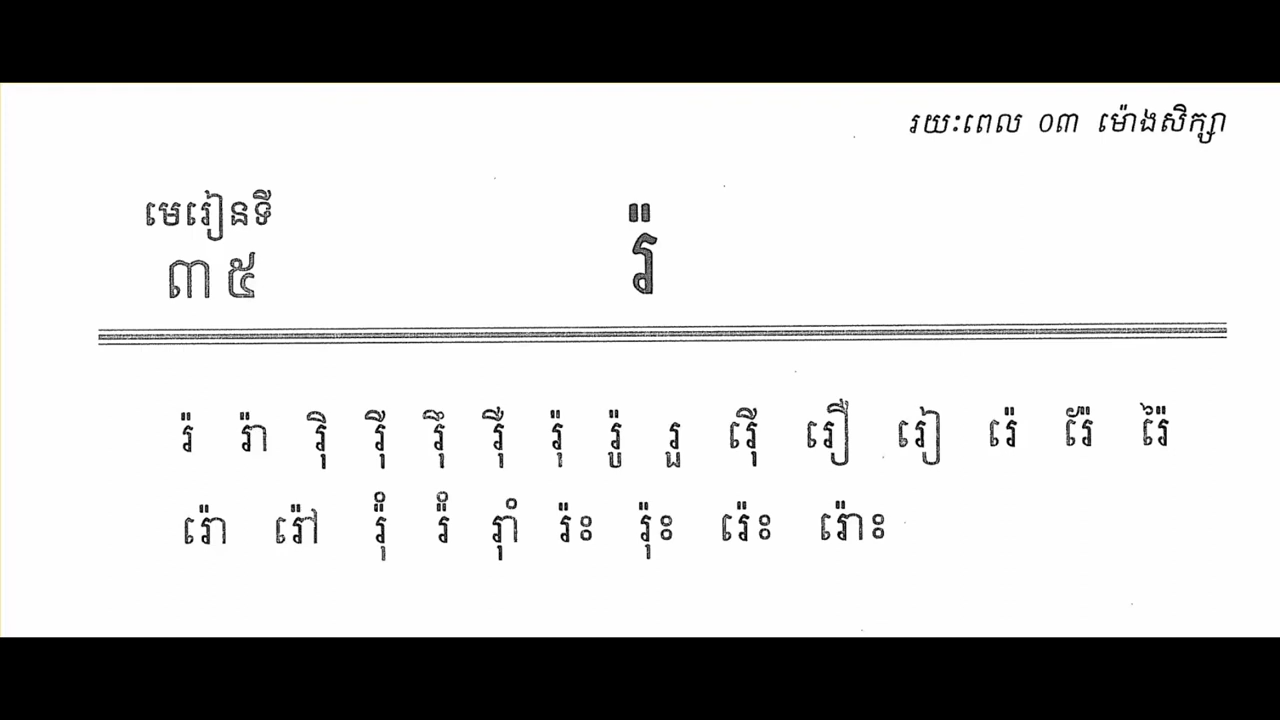 រយៈពេល ០៣ ម៉ោងសិក្សា
មេរៀនទី
៣៥
រ៉
រ៉ រ៉ា រ៉ិ រ៉ី រ៉ឹ រ៉ឺ រ៉ុ រ៉ូ រួ រ៉ើ រឿ រៀ រ៉េ រ៉ែ រ៉ៃ
រ៉ោ រ៉ៅ រ៉ុំ រ៉ំ រ៉ាំ រ៉ះ រ៉ុះ រ៉េះ រ៉ោះ